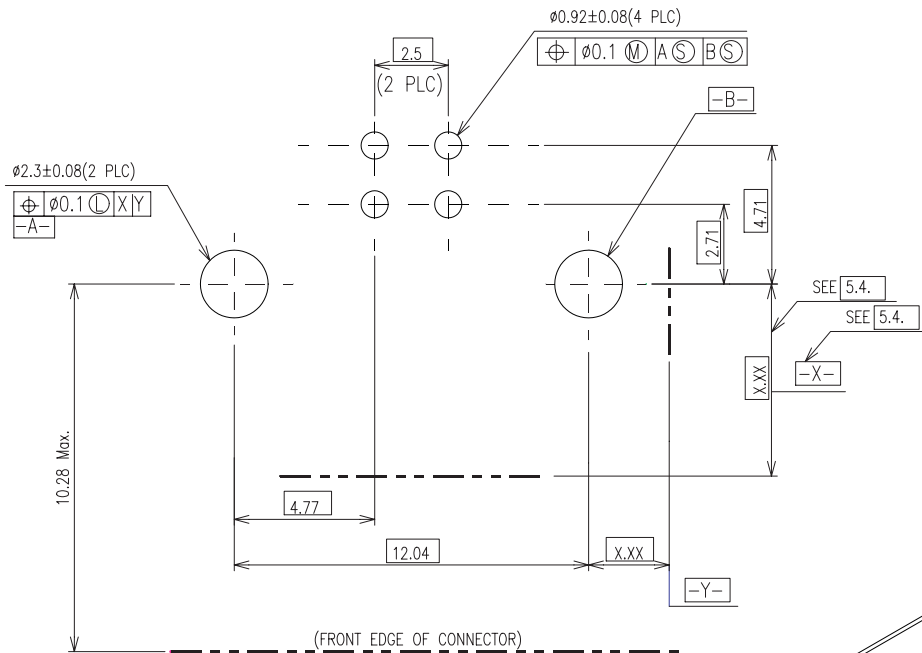 ø0.92±0.08(4 PLC)
⌖ ø0.1 Ⓜ A Ⓢ B Ⓢ
2.5
(2 PLC)
-B-
ø2.3±0.08(2 PLC)
⌖ ø0.1 Ⓛ X Y
-A-
4.71
2.71
SEE 5.4.
SEE 5.4.
-X-
X.XX
10.28 Max.
4.77
12.04
X.XX
-Y-
(FRONT EDGE OF CONNECTOR)